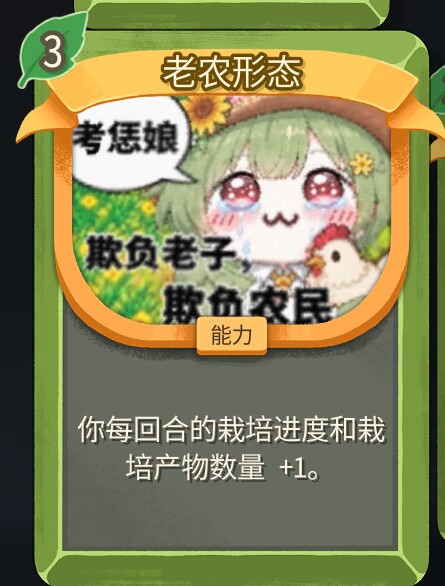 3
老农形态
考恁娘
欺负老子，
欺负农民
能力
你每回合的栽培进度和栽
培产物数量 +1。